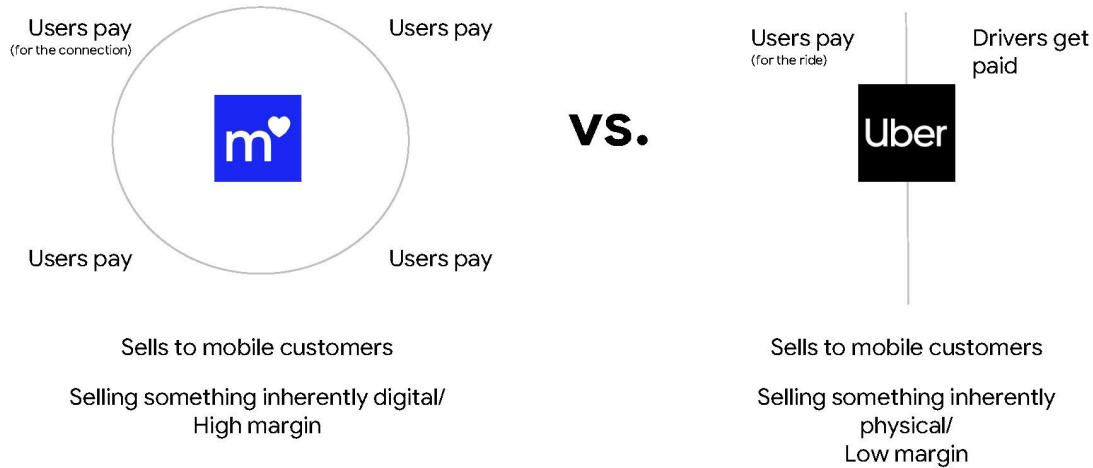 Users pay
(for the connection)
Users pay
m
Users pay
Users pay
Sells to mobile customers
Selling something inherently digital/
High margin
vs.
Users pay
(for the ride)
Drivers get
paid
Uber
Sells to mobile customers
Selling something inherently
physical/
Low margin